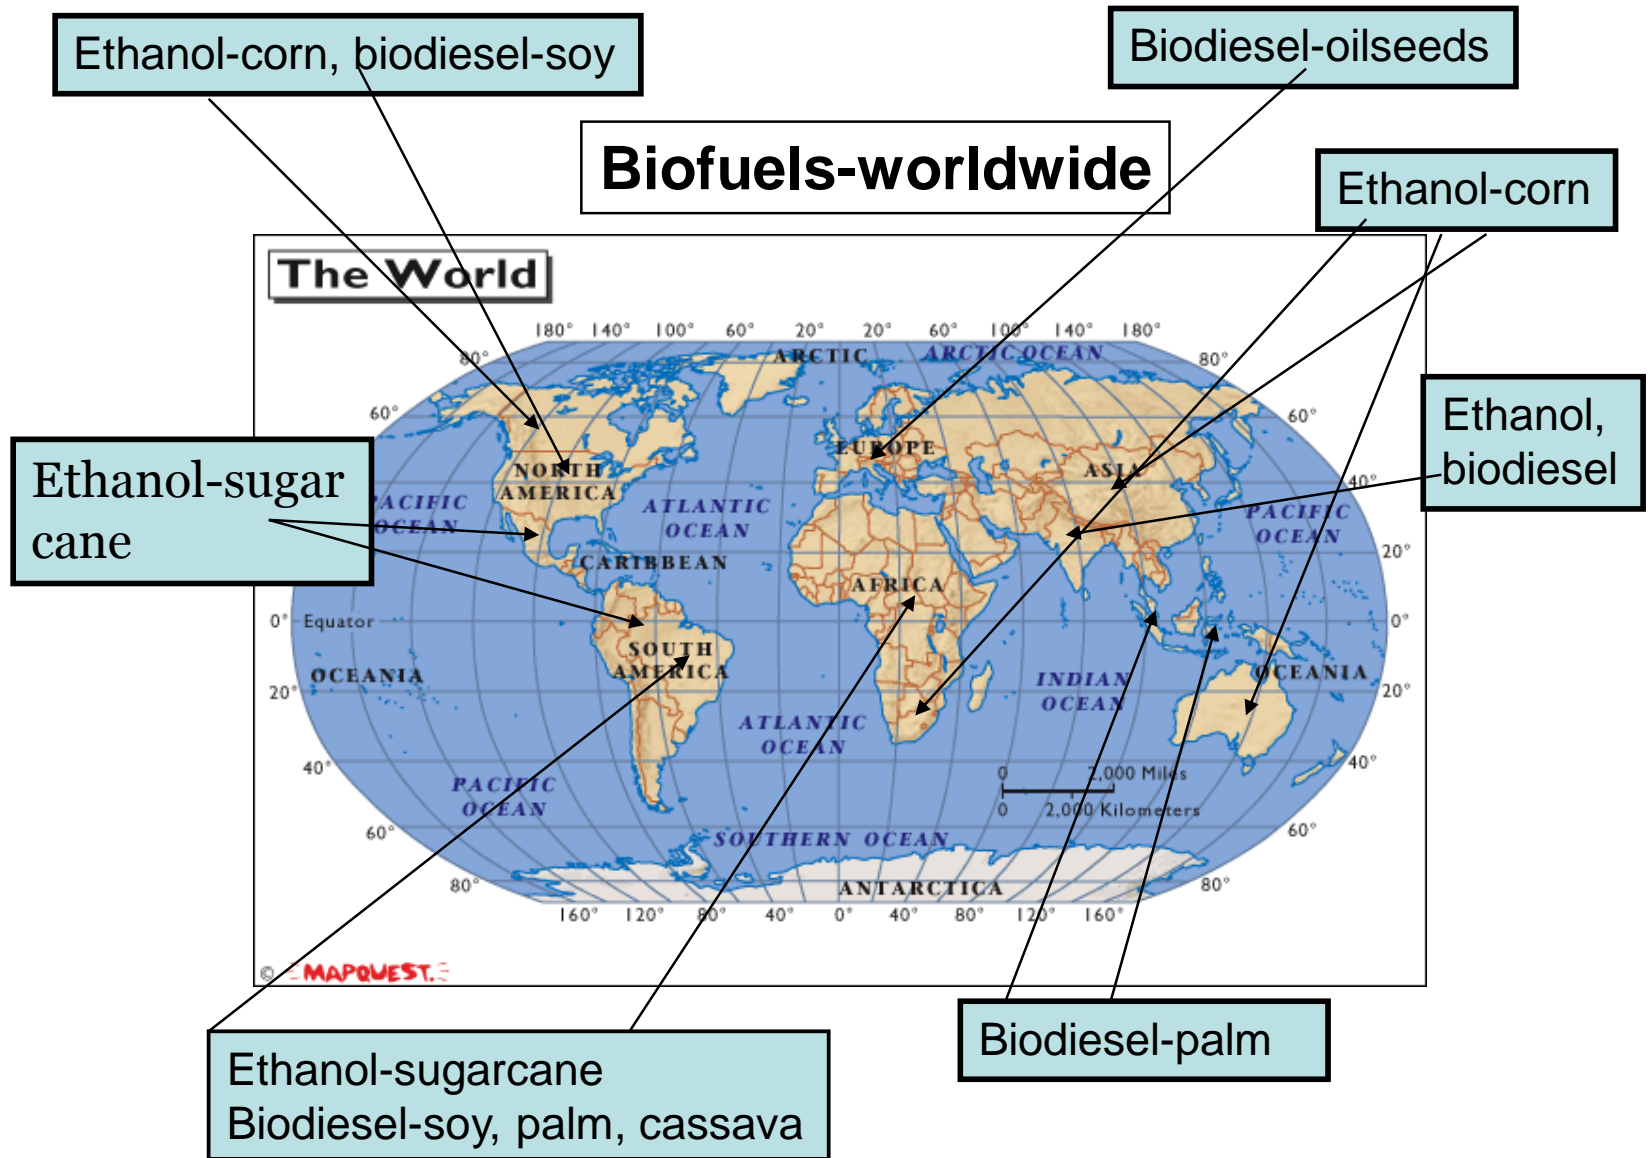 Ethanol-corn, biodiesel-soy
Biodiesel-oilseeds
Biofuels-worldwide
Ethanol-corn
The World
180° 140° 100° 60° 20° 20° 60° 100° 140° 180°
80° ARCTIC ARCTIC OCEAN 80°
60° 60°
Ethanol,
biodiesel
EUROPE
NORTH
AMERICA
ASIA
40°
Ethanol-sugar
cane
PACIFIC
OCEAN
ATLANTIC
OCEAN
PACIFIC
OCEAN
20°
CARIBBEAN
AFRICA
0° Equator 0°
SOUTH
AMERICA
OCEANIA
INDIAN
OCEAN
OCEANIA
20° 20°
ATLANTIC
OCEAN
40° 40°
PACIFIC
OCEAN
0 2,000 Miles
0 2,000 Kilometers
60° 60°
SOUTHERN OCEAN
80° ANTARCTICA 80°
160° 120° 80° 40° 0° 40° 80° 120° 160°
© MAPQUEST.
Biodiesel-palm
Ethanol-sugarcane
Biodiesel-soy, palm, cassava